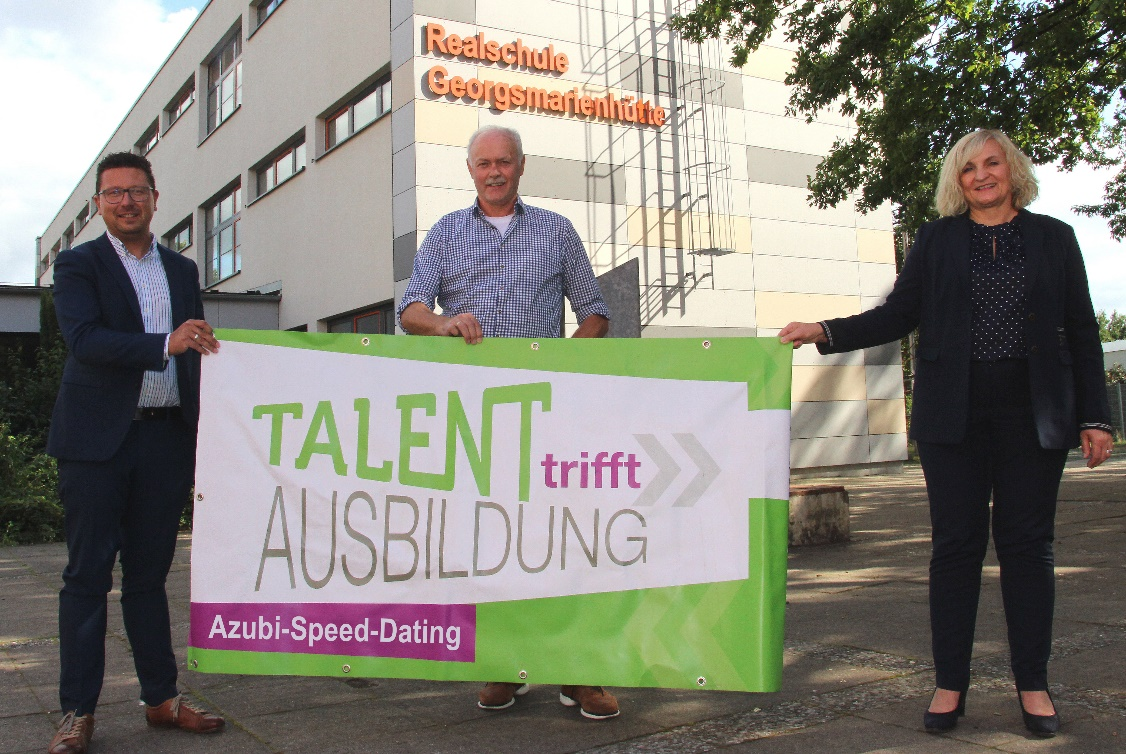 Realschule
Georgsmarienhütte
TALENT
trifft
AUSBILDUNG
Azubi-Speed-Dating